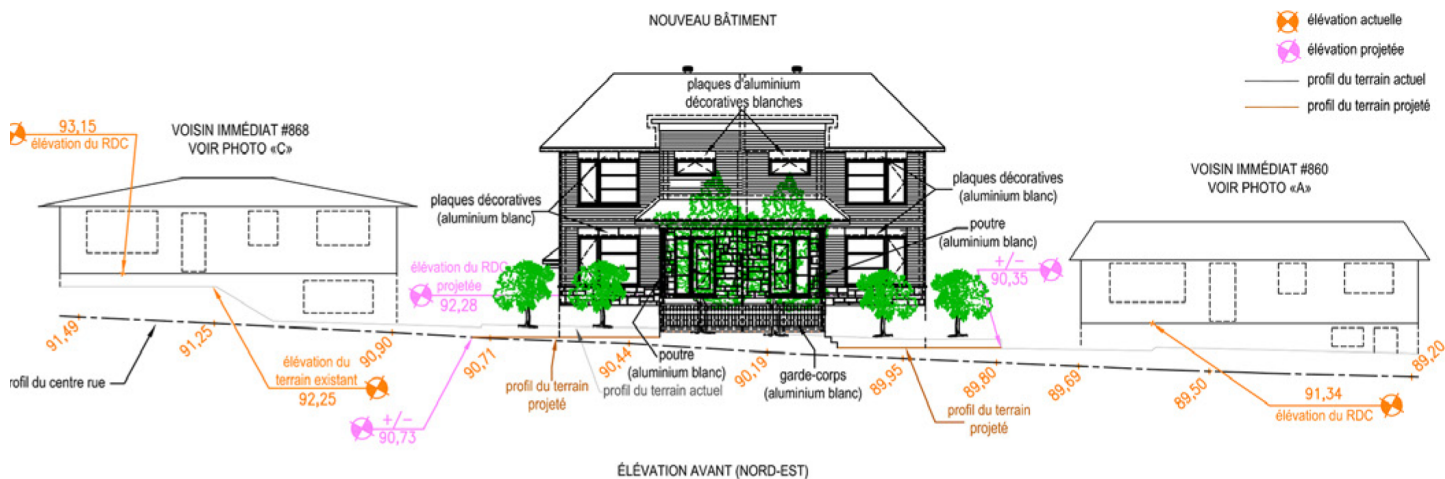 NOUVEAU BÂTIMENT
élévation actuelle
élévation projetée
profil du terrain actuel
profil du terrain projeté
plaques d'aluminium
décoratives blanches
93,15
élévation du RDC
VOISIN IMMÉDIAT #868
VOIR PHOTO «C»
VOISIN IMMÉDIAT #860
VOIR PHOTO «A»
plaques décoratives
(aluminium blanc)
plaques décoratives
(aluminium blanc)
poutre
(aluminium blanc)
élévation du RDC
projetée
92,28
+/-
90,35
91,49
91,25
90,90
90,71
90,44
90,19
89,95
89,80
89,69
89,50
89,20
rofil du centre rue
élévation du
terrain existant
92,25
+/-
90,73
profil du terrain
projeté
poutre
(aluminium blanc)
profil du terrain actuel
garde-corps
(aluminium blanc)
profil du terrain
projeté
91,34
élévation du RDC
ÉLÉVATION AVANT (NORD-EST)